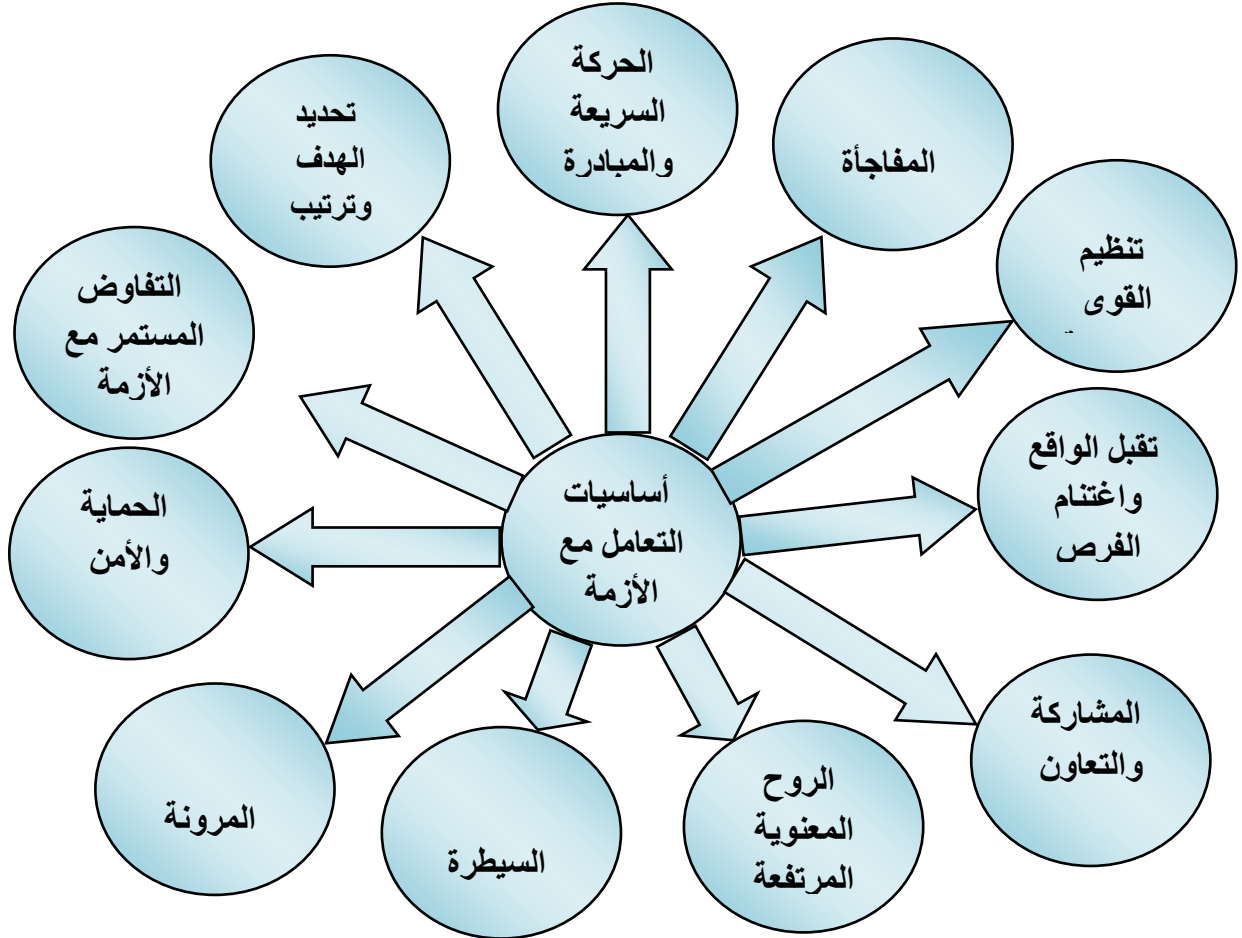 الحركة
السريعة
والمبادرة
المفاجأة
تحديد
الهدف
وترتيب
تنظيم
القوى
التفاوض
المستمر مع
الأزمة
تقبل الواقع
واغتنام
الفرص
أساسيات
التعامل مع
الأزمة
الحماية
والأمن
المشاركة
والتعاون
الروح
المعنوية
المرتفعة
السيطرة
المرونة